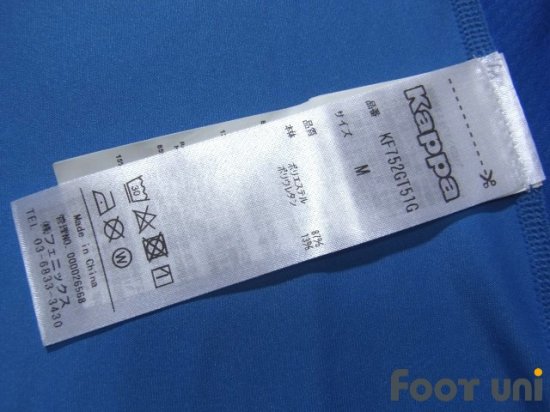 Kappa
品番 KF752GT51G
サイズ M
品質
本体 ポリエステル 87%
ポリウレタン 13%
30
W
Made in China
管理NO. 000026568
㈱フェニックス
TEL 03-6833-3430
FOOT UNI